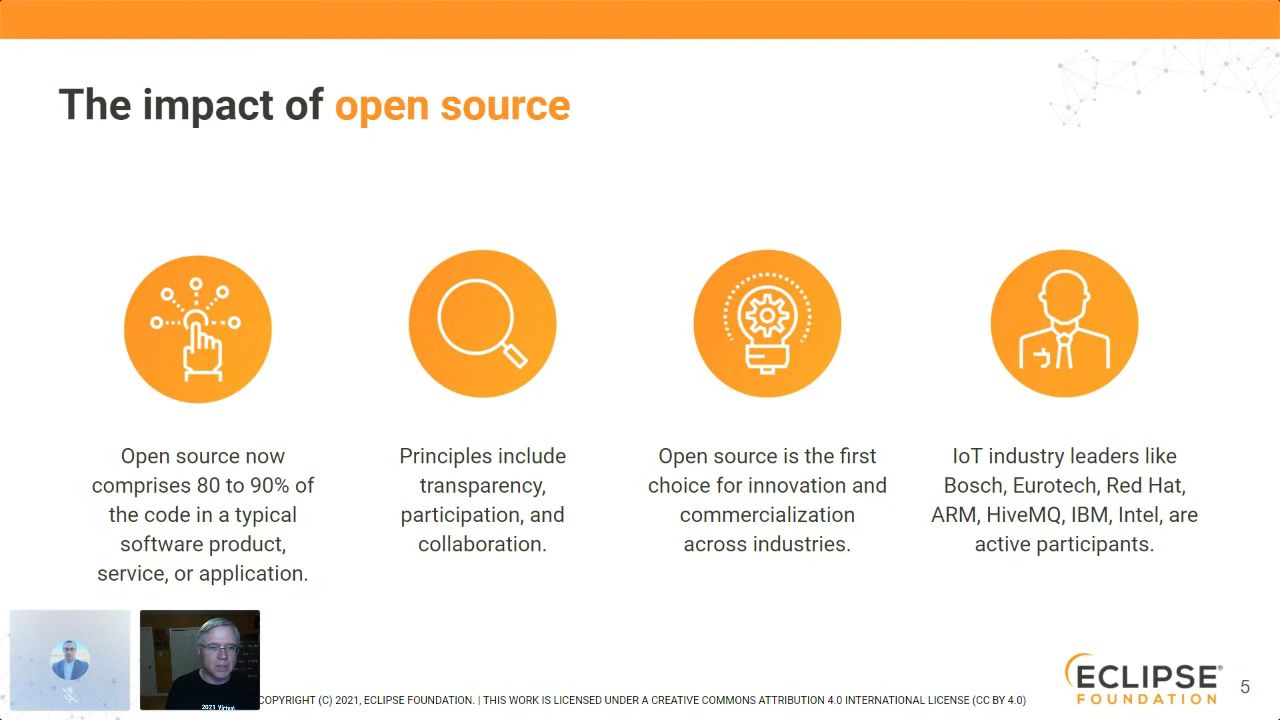 The impact of open source
Open source now
comprises 80 to 90% of
the code in a typical
software product,
service, or application.
Principles include
transparency,
participation, and
collaboration.
Open source is the first
choice for innovation and
commercialization
across industries.
IoT industry leaders like
Bosch, Eurotech, Red Hat,
ARM, HiveMQ, IBM, Intel, are
active participants.
2021 Virtual
COPYRIGHT (C) 2021, ECLIPSE FOUNDATION. | THIS WORK IS LICENSED UNDER A CREATIVE COMMONS ATTRIBUTION 4.0 INTERNATIONAL LICENSE (CC BY 4.0)
ECLIPSE®
FOUNDATION
5